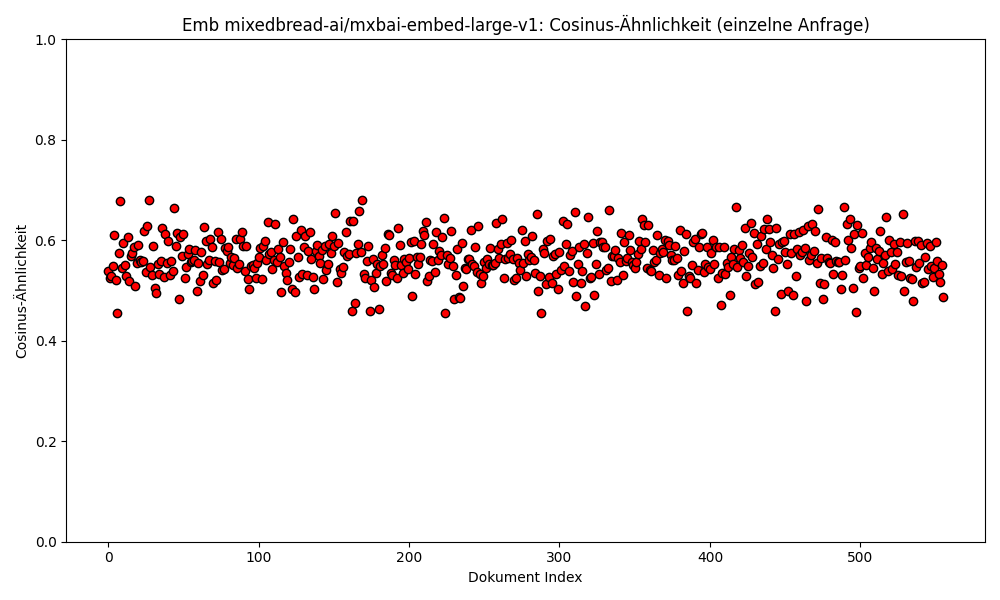 Emb mixedbread-ai/mxbai-embed-large-v1: Cosinus-Ähnlichkeit (einzelne Anfrage)
1.0
0.8
0.6
0.4
0.2
0.0
Cosinus-Ähnlichkeit
0 100 200 300 400 500
Dokument Index